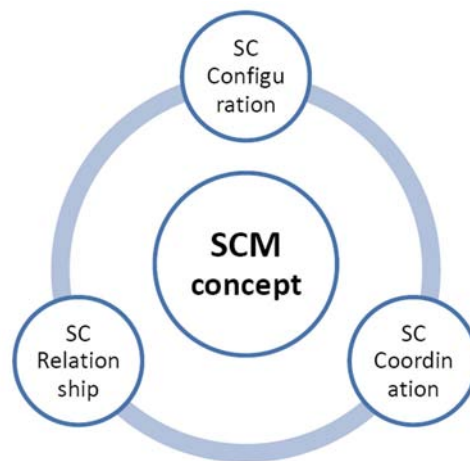 SC
Configu
ration
SCM
concept
SC
Relation
ship
SC
Coordin
ation